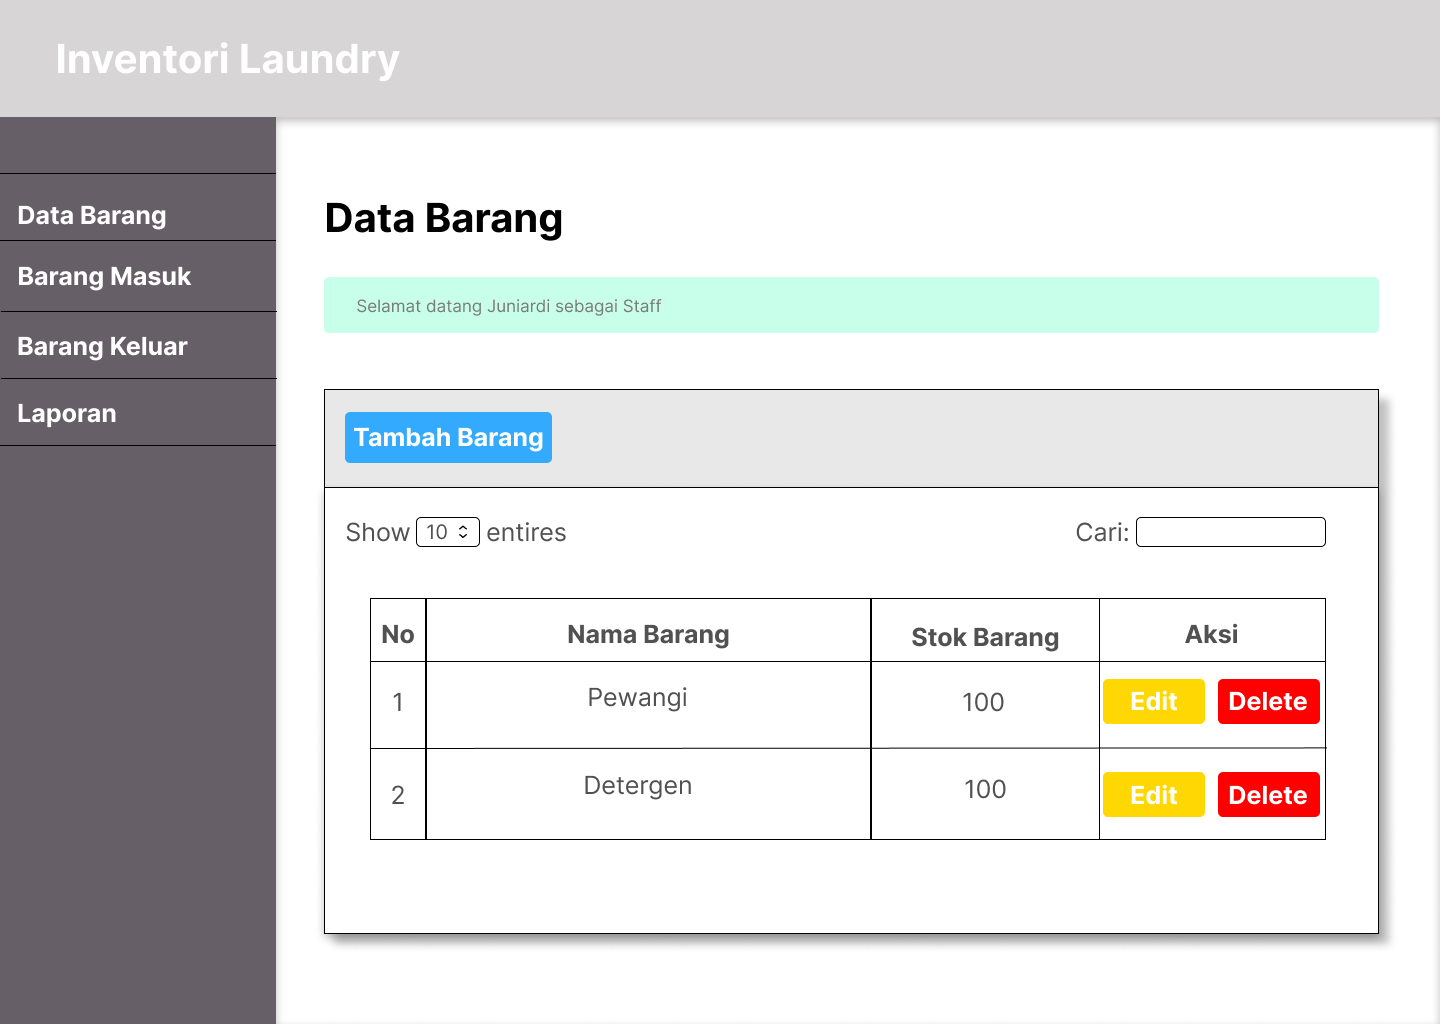 Inventori Laundry
Data Barang
Barang Masuk
Barang Keluar
Laporan
Data Barang
Selamat datang Juniardi sebagai Staff
Tambah Barang
Show 10 entires
Cari:
No Nama Barang Stok Barang Aksi
1 Pewangi 100 Edit Delete
2 Detergen 100 Edit Delete